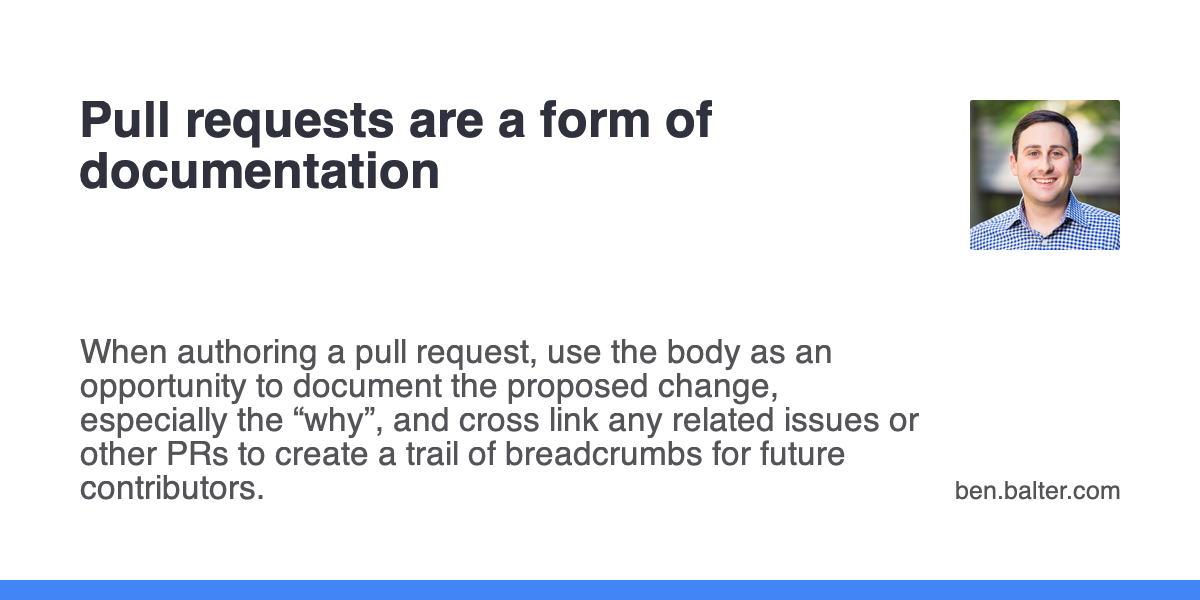 Pull requests are a form of
documentation
When authoring a pull request, use the body as an
opportunity to document the proposed change,
especially the “why”, and cross link any related issues or
other PRs to create a trail of breadcrumbs for future
contributors.
ben.balter.com